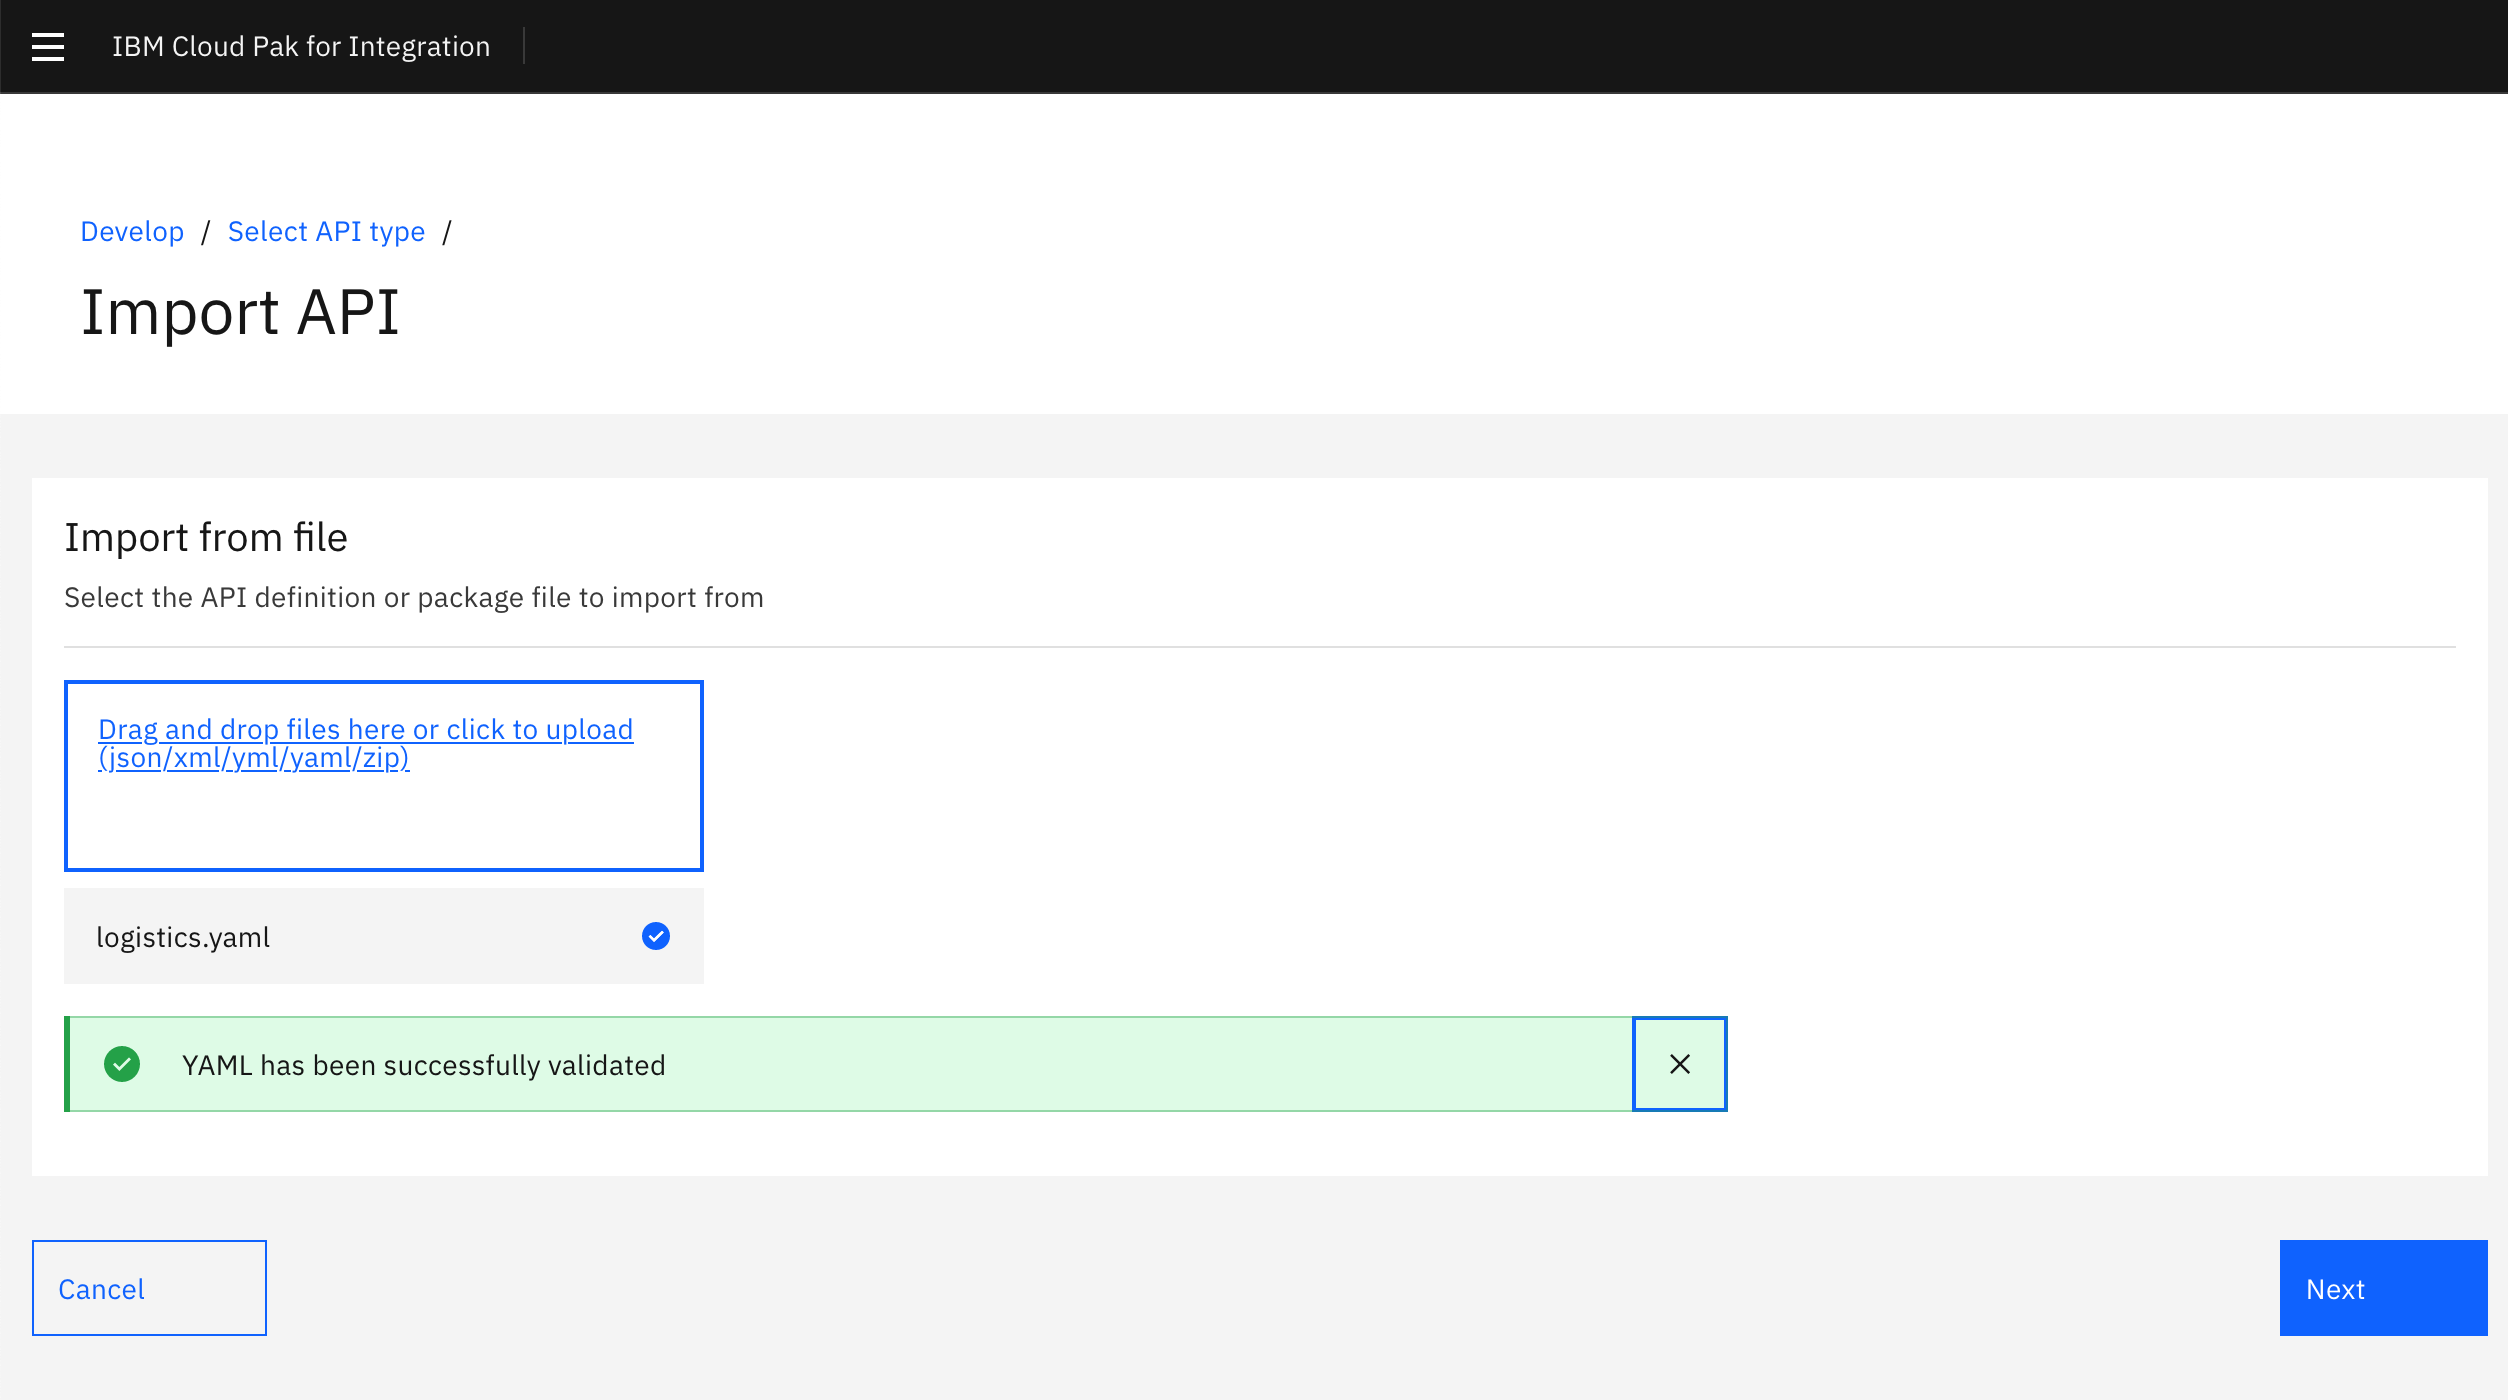 IBM Cloud Pak for Integration
Develop / Select API type /
Import API
Import from file
Select the API definition or package file to import from
Drag and drop files here or click to upload
(json/xml/yml/yaml/zip)
logistics.yaml
YAML has been successfully validated
Cancel
Next